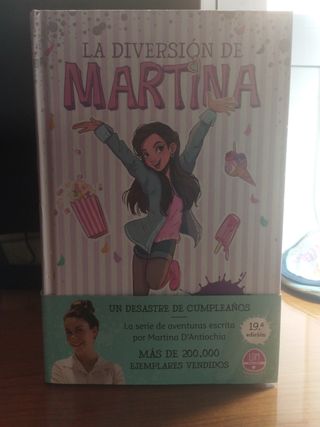 LA DIVERSIÓN DE
MARTINA
UN DESASTRE DE CUMPLEAÑOS
La serie de aventuras escrita
por Martina D'Antiochia
MÁS DE 200.000
EJEMPLARES VENDIDOS
19.ª
edición